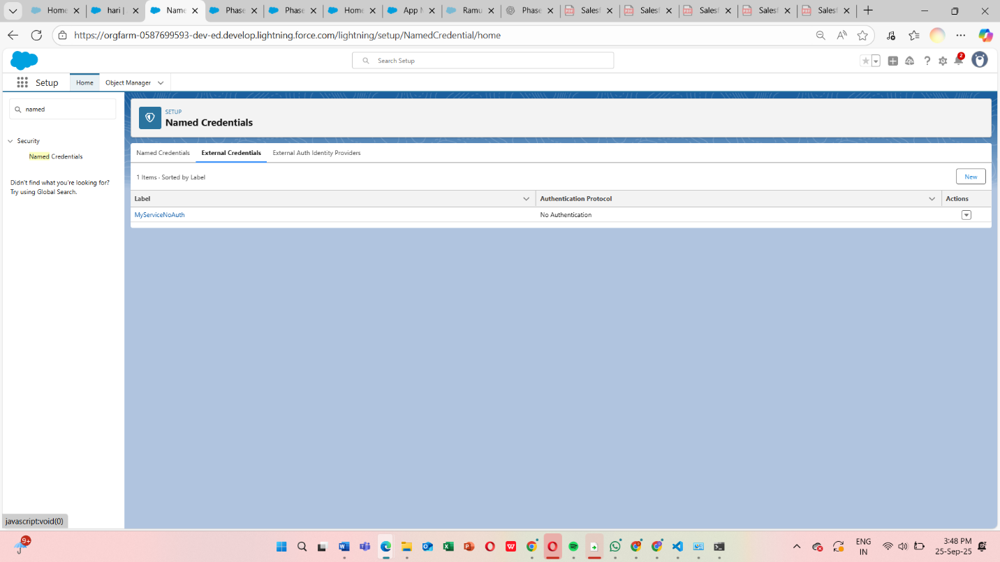 Home
hari |
Name
Phase
Phase
Home
App M
Ramu
Phase
Salesf
Salesf
Salesf
Salesf
Salesf
https://orgfarm-0587699593-dev-ed.develop.lightning.force.com/lightning/setup/NamedCredential/home
Search Setup
2
Setup
Home
Object Manager
named
Security
Named Credentials
Didn't find what you're looking for?
Try using Global Search.
SETUP
Named Credentials
Named Credentials
External Credentials
External Auth Identity Providers
1 Items · Sorted by Label
New
Label
Authentication Protocol
Actions
MyServiceNoAuth
No Authentication
javascript:void(0)
9+
ENG
IN
3:48 PM
25-Sep-25